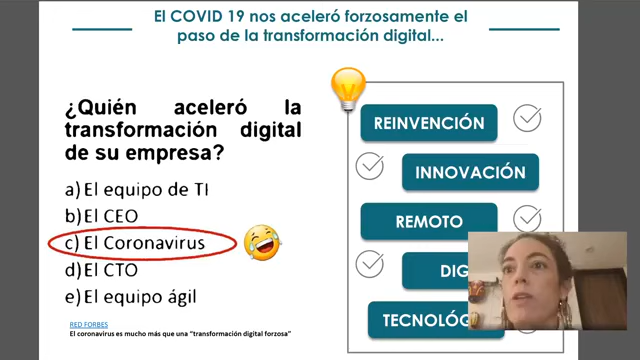 El COVID 19 nos aceleró forzosamente el
paso de la transformación digital...
¿Quién aceleró la
transformación digital
de su empresa?
a) El equipo de TI
b) El CEO
c) El Coronavirus
d) El CTO
e) El equipo ágil
RED FORBES
El coronavirus es mucho más que una "transformación digital forzosa"
REINVENCIÓN
INNOVACIÓN
REMOTO